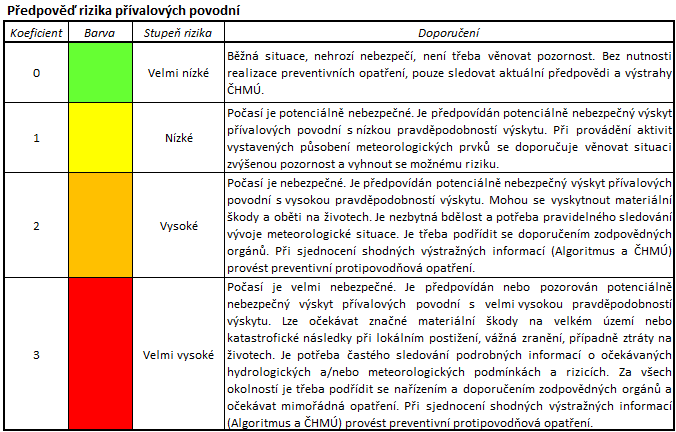 Předpověď rizika přívalových povodní
Koeficient Barva Stupeň rizika Doporučení
0 Velmi nízké
Běžná situace, nehrozí nebezpečí, není třeba věnovat pozornost. Bez nutnosti
realizace preventivních opatření, pouze sledovat aktuální předpovědi a výstrahy
ČHMÚ.
1 Nízké
Počasí je potenciálně nebezpečné. Je předpovídán potenciálně nebezpečný výskyt
přívalových povodní s nízkou pravděpodobností výskytu. Při provádění aktivit
vystavených působení meteorologických prvků se doporučuje věnovat situaci
zvýšenou pozornost a vyhnout se možnému riziku.
2 Vysoké
Počasí je nebezpečné. Je předpovídán potenciálně nebezpečný výskyt přívalových
povodní s vysokou pravděpodobností výskytu. Mohou se vyskytnout materiální
škody a oběti na životech. Je nezbytná bdělost a potřeba pravidelného sledování
vývoje meteorologické situace. Je třeba podřídit se doporučením zodpovědných
orgánů. Při sjednocení shodných výstražných informací (Algoritmus a ČHMÚ)
provést preventivní protipovodňová opatření.
3 Velmi vysoké
Počasí je velmi nebezpečné. Je předpovídán nebo pozorován potenciálně
nebezpečný výskyt přívalových povodní s velmi vysokou pravděpodobností
výskytu. Lze očekávat značné materiální škody na velkém území nebo
katastrofické následky při lokálním postižení, vážná zranění, případně ztráty na
životech. Je potřeba častého sledování podrobných informací o očekávaných
hydrologických a/nebo meteorologických podmínkách a rizicích. Za všech
okolností je třeba podřídit se nařízením a doporučením zodpovědných orgánů a
očekávat mimořádná opatření. Při sjednocení shodných výstražných informací
(Algoritmus a ČHMÚ) provést preventivní protipovodňová opatření.